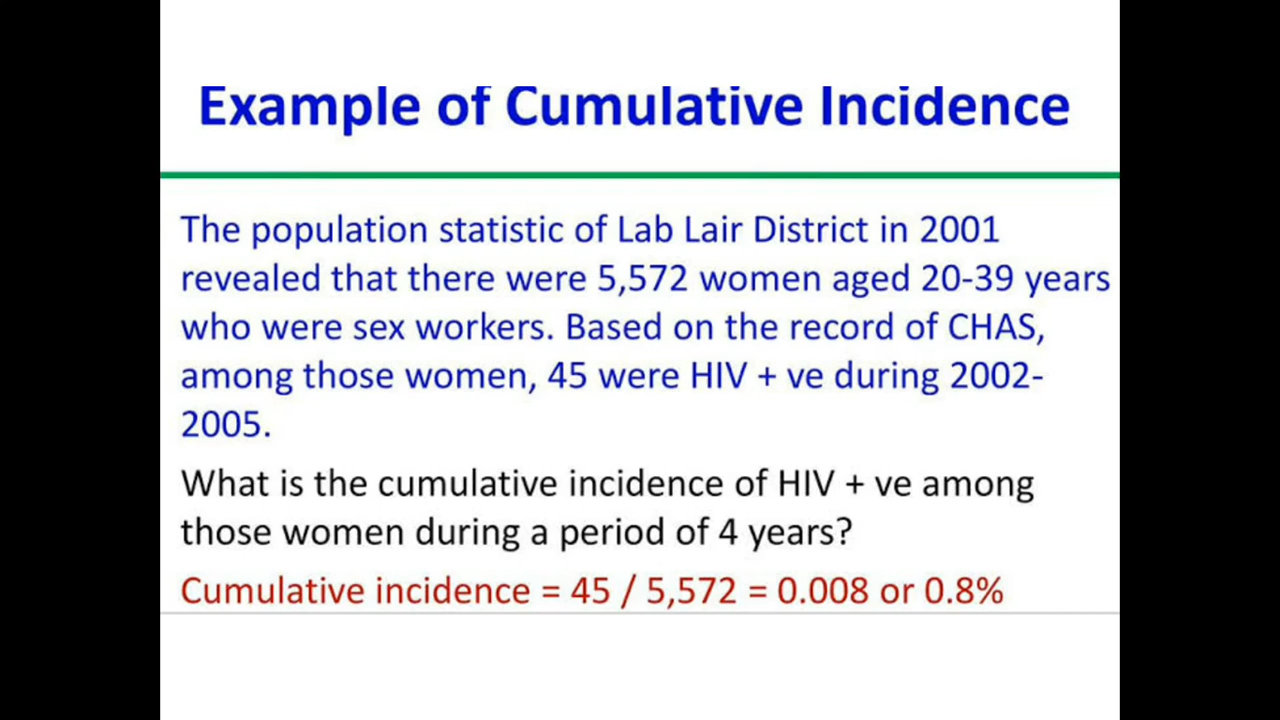 Example of Cumulative Incidence
The population statistic of Lab Lair District in 2001
revealed that there were 5,572 women aged 20-39 years
who were sex workers. Based on the record of CHAS,
among those women, 45 were HIV + ve during 2002-
2005.
What is the cumulative incidence of HIV + ve among
those women during a period of 4 years?
Cumulative incidence = 45 / 5,572 = 0.008 or 0.8%